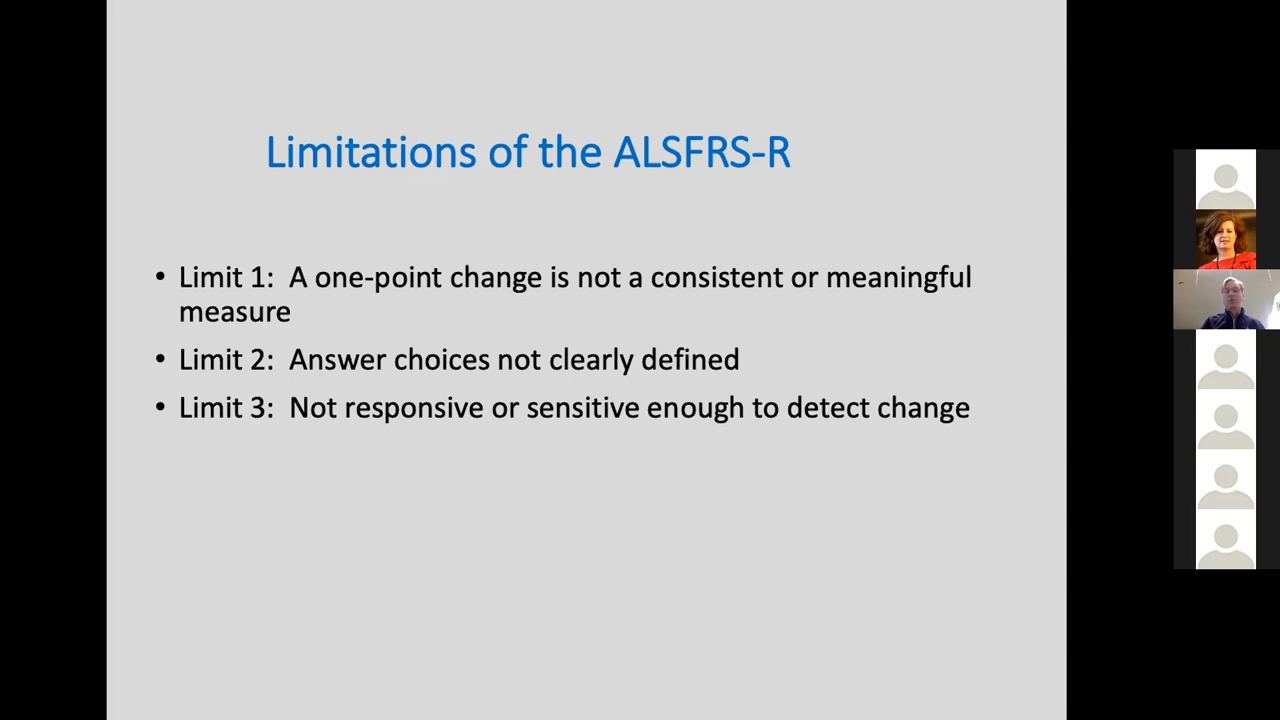 Limitations of the ALSFRS-R
• Limit 1:  A one-point change is not a consistent or meaningful
measure
• Limit 2:  Answer choices not clearly defined
• Limit 3:  Not responsive or sensitive enough to detect change